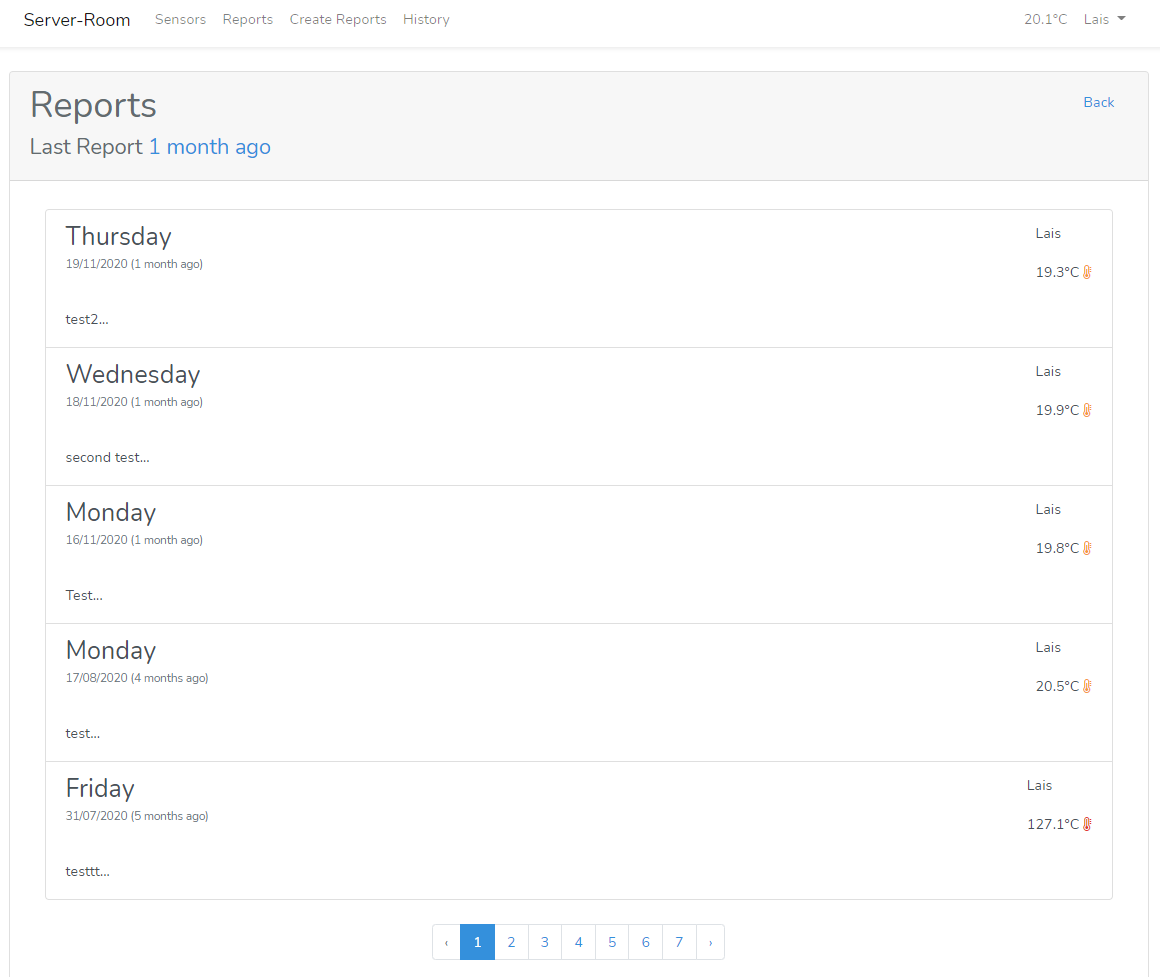 Server-Room Sensors Reports Create Reports History 20.1°C Lais
Reports Back
Last Report 1 month ago
Thursday Lais
19/11/2020 (1 month ago)
19.3°C
test2...
Wednesday Lais
18/11/2020 (1 month ago)
19.9°C
second test...
Monday Lais
16/11/2020 (1 month ago)
19.8°C
Test...
Monday Lais
17/08/2020 (4 months ago)
20.5°C
test...
Friday Lais
31/07/2020 (5 months ago)
127.1°C
testtt...
‹ 1 2 3 4 5 6 7 ›